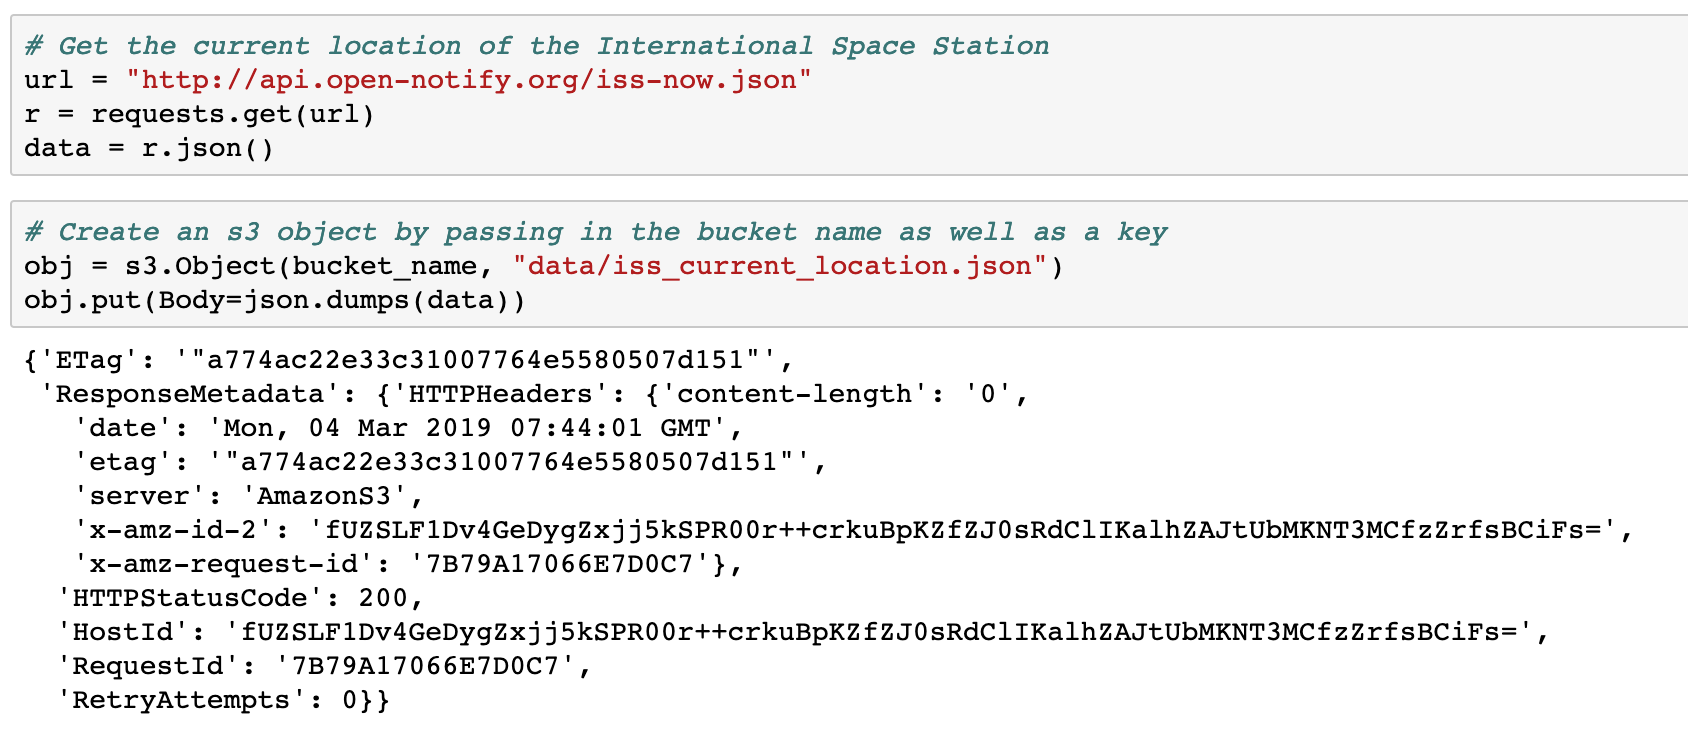 # Get the current location of the International Space Station
url = "http://api.open-notify.org/iss-now.json"
r = requests.get(url)
data = r.json()
# Create an s3 object by passing in the bucket name as well as a key
obj = s3.Object(bucket_name, "data/iss_current_location.json")
obj.put(Body=json.dumps(data))
{'ETag': '"a774ac22e33c31007764e5580507d151"',
 'ResponseMetadata': {'HTTPHeaders': {'content-length': '0',
   'date': 'Mon, 04 Mar 2019 07:44:01 GMT',
   'etag': '"a774ac22e33c31007764e5580507d151"',
   'server': 'AmazonS3',
   'x-amz-id-2': 'fUZSLF1Dv4GeDygZxjj5kSPR00r++crkuBpKZfZJ0sRdClIKalhZAJtUbMKNT3MCfzZrfsBCiFs=',
   'x-amz-request-id': '7B79A17066E7D0C7'},
  'HTTPStatusCode': 200,
  'HostId': 'fUZSLF1Dv4GeDygZxjj5kSPR00r++crkuBpKZfZJ0sRdClIKalhZAJtUbMKNT3MCfzZrfsBCiFs=',
  'RequestId': '7B79A17066E7D0C7',
  'RetryAttempts': 0}}